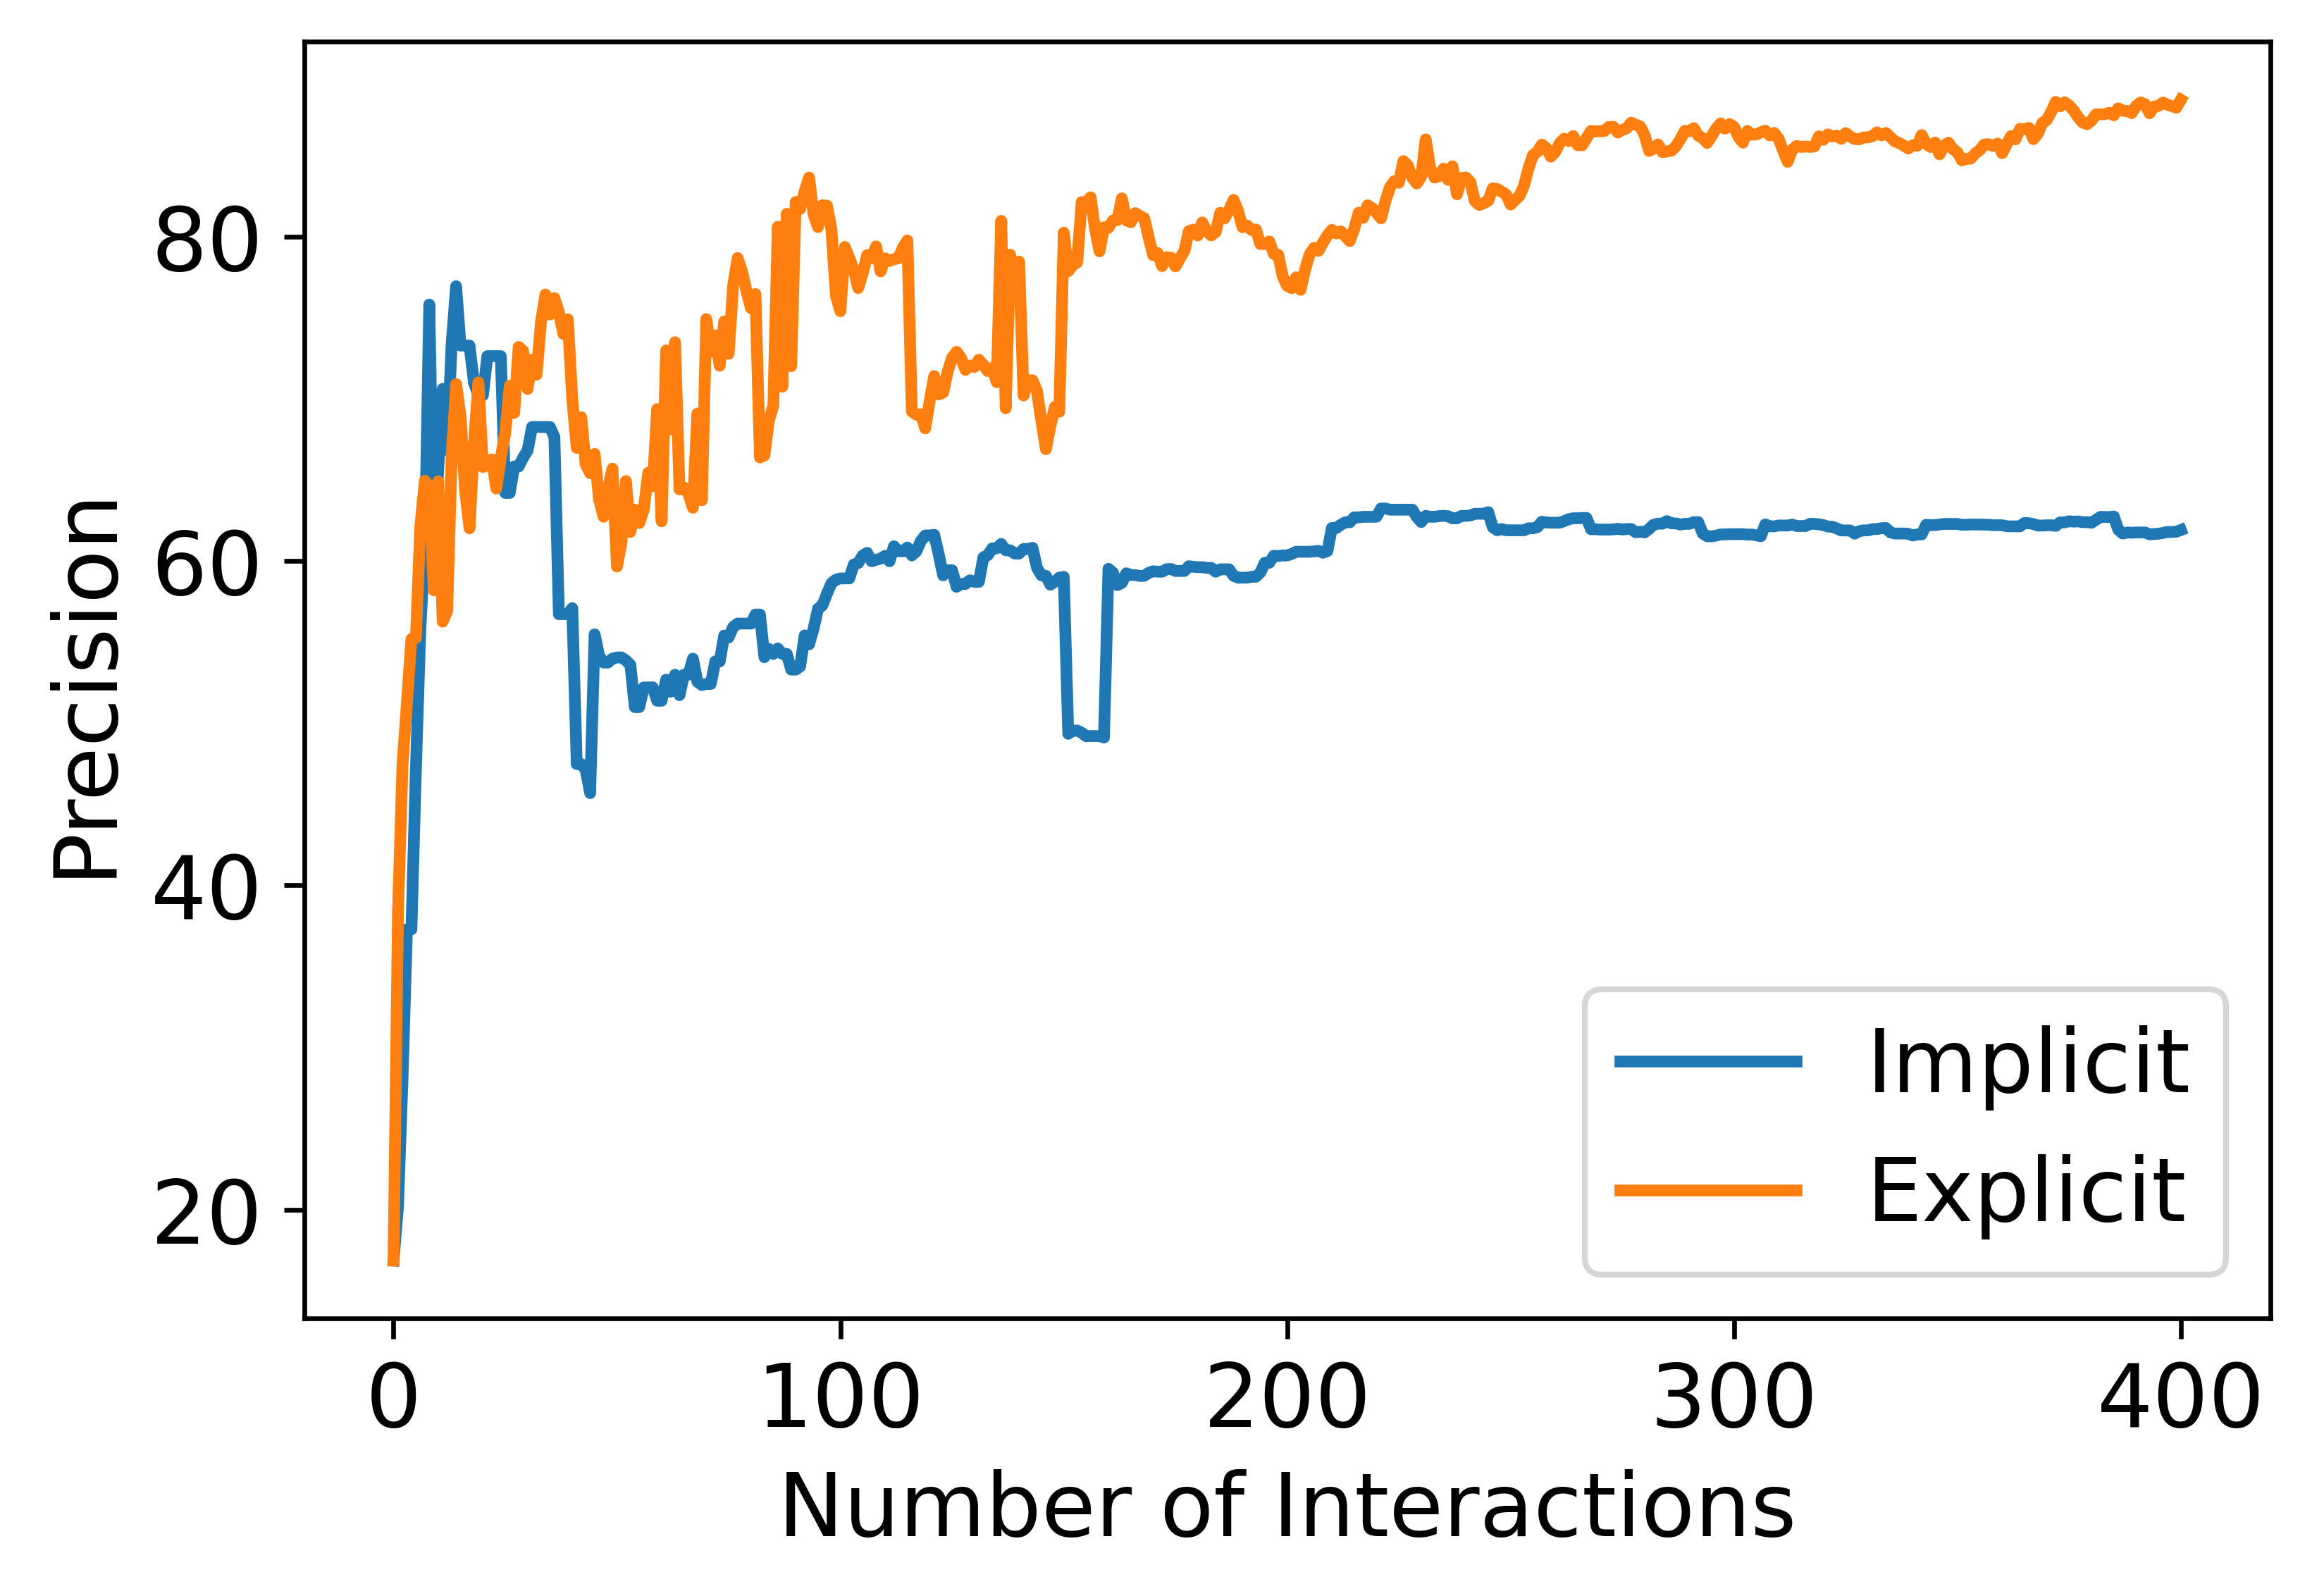 80
60
40
20
Precision
Implicit
Explicit
0 100 200 300 400
Number of Interactions